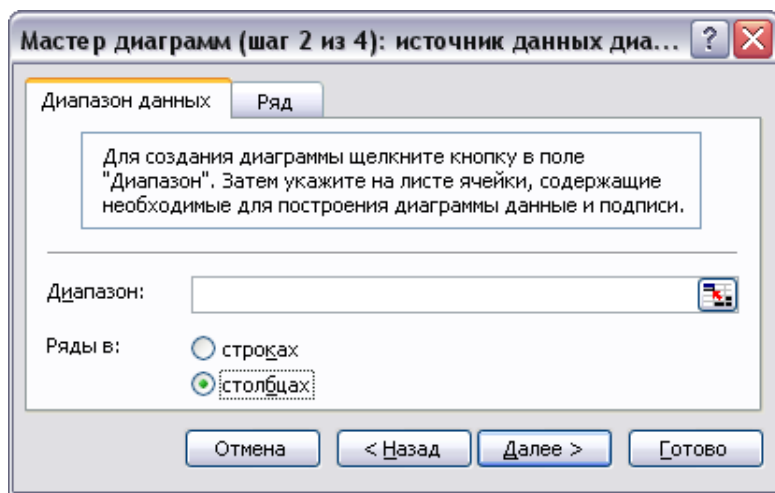 Мастер диаграмм (шаг 2 из 4): источник данных диа...
Диапазон данных
Ряд
Для создания диаграммы щелкните кнопку в поле
"Диапазон". Затем укажите на листе ячейки, содержащие
необходимые для построения диаграммы данные и подписи.
Диапазон:
Ряды в:
строках
столбцах
Отмена
< Назад
Далее >
Готово